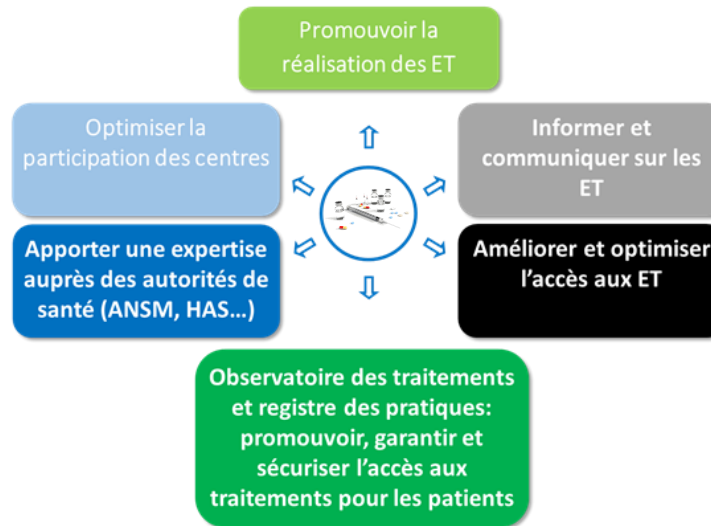 Promouvoir la
réalisation des ET
Optimiser la
participation des centres
Informer et
communiquer sur les
ET
Apporter une expertise
auprès des autorités de
santé (ANSM, HAS…)
Améliorer et optimiser
l’accès aux ET
Observatoire des traitements
et registre des pratiques:
promouvoir, garantir et
sécuriser l’accès aux
traitements pour les patients